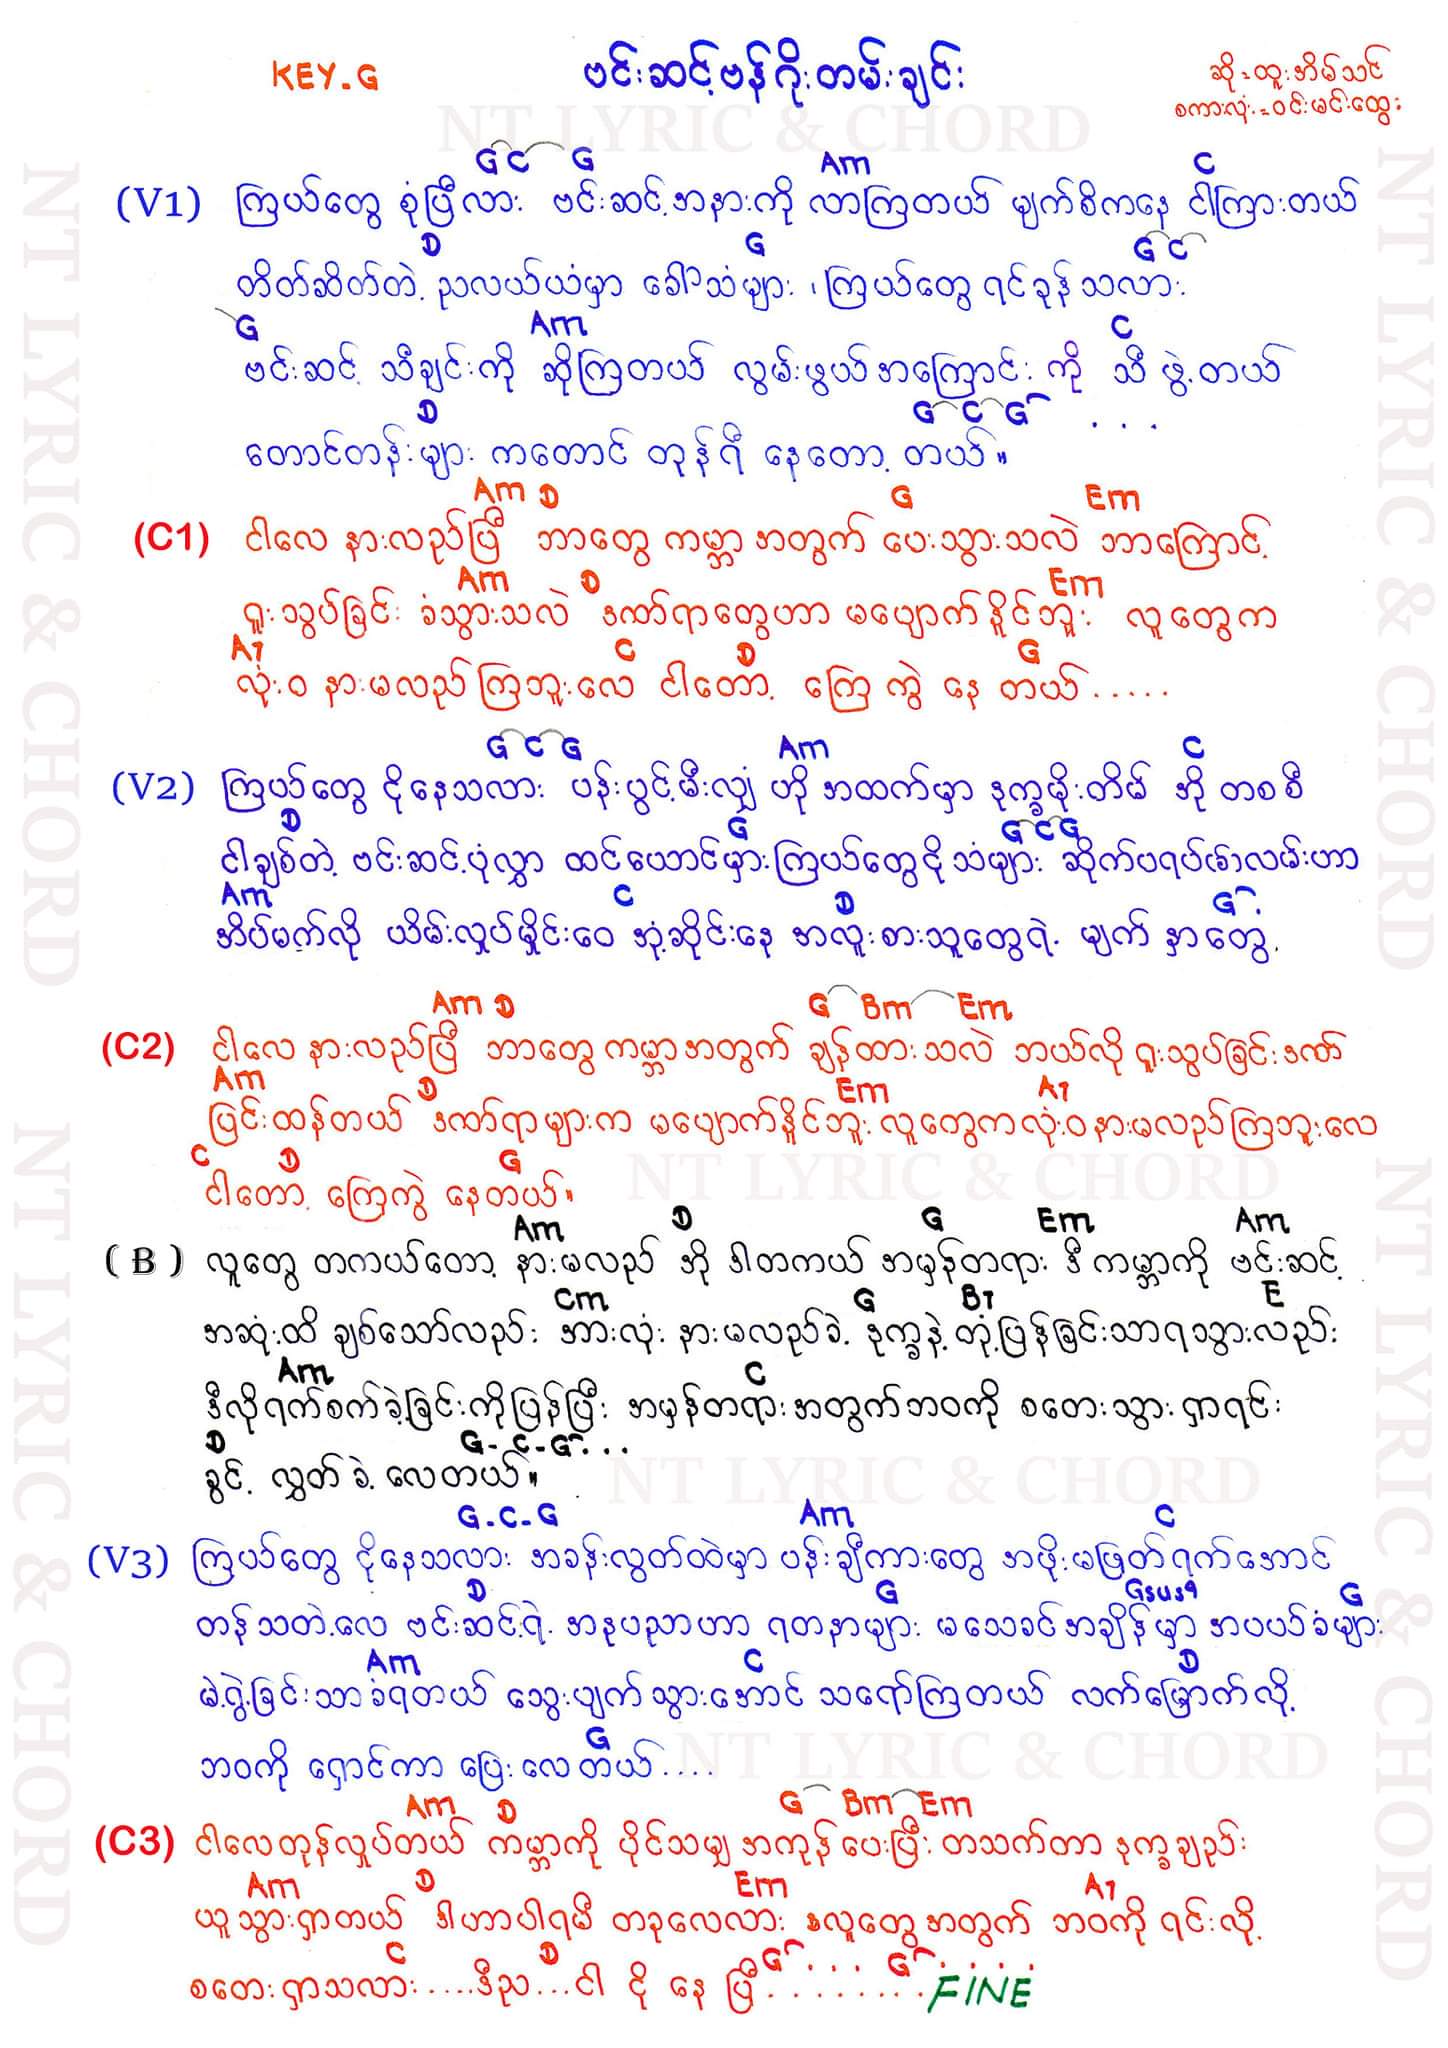 KEY.G
ဗင်းဆင့်ဗန်ဂိုးတမ်းချင်း
ဆို = ထူးအိမ်သင်
စကားလုံး = ဝင်းမင်းထွေး
NT LYRIC & CHORD
G C G Am C
(V1) ကြယ်တွေ စုံပြီလား ဗင်းဆင့်အနားကို လာကြတယ် မျက်စိကနေ ငါကြားတယ်
D G G C
တိတ်ဆိတ်တဲ့ ညလယ်ယံမှာ ခေါ်သံများ ၊ ကြယ်တွေ ရင်ခုန်သလား
G Am C
ဗင်းဆင့် သီချင်းကို ဆိုကြတယ် လွမ်းဖွယ်အကြောင်း ကို သီဖွဲ့တယ်
D G C G ...
တောင်တန်းများ ကတောင် တုန်ရီ နေတော့ တယ်။
Am D G Em
(C1) ငါလေ နားလည်ပြီ ဘာတွေ ကမ္ဘာအတွက် ပေးသွားသလဲ ဘာကြောင့်
Am D Em
ရူးသွပ်ခြင်း ခံသွားသလဲ ဒဏ်ရာတွေဟာ မပျောက်နိုင်ဘူး လူတွေက
A7 C D G
လုံးဝ နားမလည်ကြဘူးလေ ငါတော့ ကြေကွဲ နေ တယ်.....
G C G Am C
(V2) ကြယ်တွေ ငိုနေသလား ပန်းပွင့်မီးလျှံ ဟို အထက်မှာ ဒုက္ခမိုးတိမ် အို တစစီ
D G G C G
ငါချစ်တဲ့ ဗင်းဆင့်ပုံလွှာ ထင်ယောင်မှား ကြယ်တွေငိုသံများ ဆိုက်ပရပ်စ်လမ်းဟာ
Am C D G
အိပ်မက်လို ယိမ်းလှုပ်မှိုင်းဝေ အုံ့ဆိုင်းနေ အလူးစားသူတွေရဲ့ မျက် နှာတွေ
Am D G Bm Em
(C2) ငါလေ နားလည်ပြီ ဘာတွေ ကမ္ဘာအတွက် ချန်ထားသလဲ ဘယ်လို ရူးသွပ်ခြင်းဒဏ်
Am D Em A7
ပြင်းထန်တယ် ဒဏ်ရာများက မပျောက်နိုင်ဘူး လူတွေကလုံးဝနားမလည်ကြဘူးလေ
C D G
ငါတော့ ကြေကွဲ နေတယ်။
NT LYRIC & CHORD
Am D G Em Am
(B) လူတွေ တကယ်တော့ နားမလည် အို ဒါတကယ် အမှန်တရား ဒီ ကမ္ဘာကို ဗင်းဆင့်
Cm G B7 E
အဆုံးထိ ချစ်သော်လည်း အားလုံး နားမလည်ခဲ့ ဒုက္ခနဲ့ တုံ့ပြန်ခြင်းသာရသွားလည်း
Am C
ဒီလိုရက်စက်ခဲ့ခြင်းကိုပြန်ပြီး အမှန်တရားအတွက်ဘဝကို စတေးသွားရှာရင်း
D G-C-G...
ခွင့် လွှတ်ခဲ့ လေတယ်။
NT LYRIC & CHORD
G-C-G Am C
(V3) ကြယ်တွေ ငိုနေသလား အခန်းလွတ်ထဲမှာ ပန်းချီကားတွေ အဖိုးမဖြတ်ရက်အောင်
D G Gsus4 G
တန်သတဲ့လေ ဗင်းဆင့်ရဲ့ အနုပညာဟာ ရတနာများ မသေခင်အချိန်မှာ အပယ်ခံများ
Am C D
မဲ့ရွဲ့ခြင်းသာခံရတယ် သွေးပျက်သွားအောင် သရော်ကြတယ် လက်မြှောက်လို့
G
ဘဝကို ရှောင်ကာ ပြေးလေတယ်....
NT LYRIC & CHORD
Am D G Bm Em
(C3) ငါလေတုန်လှုပ်တယ် ကမ္ဘာကို ပိုင်သမျှ အကုန်ပေးပြီး တသက်တာ ဒုက္ခချည်း
Am D Em A7
ယူသွားရှာတယ် ဒါဟာပါရမီ တခုလေလား လူတွေအတွက် ဘဝကို ရင်းလို့
C D G ... G ...
စတေးရှာသလား....ဒီည...ငါ ငို နေ ပြီ.........FINE
NT LYRIC & CHORD
NT LYRIC & CHORD
NT LYRIC & CHORD
NT LYRIC & CHORD